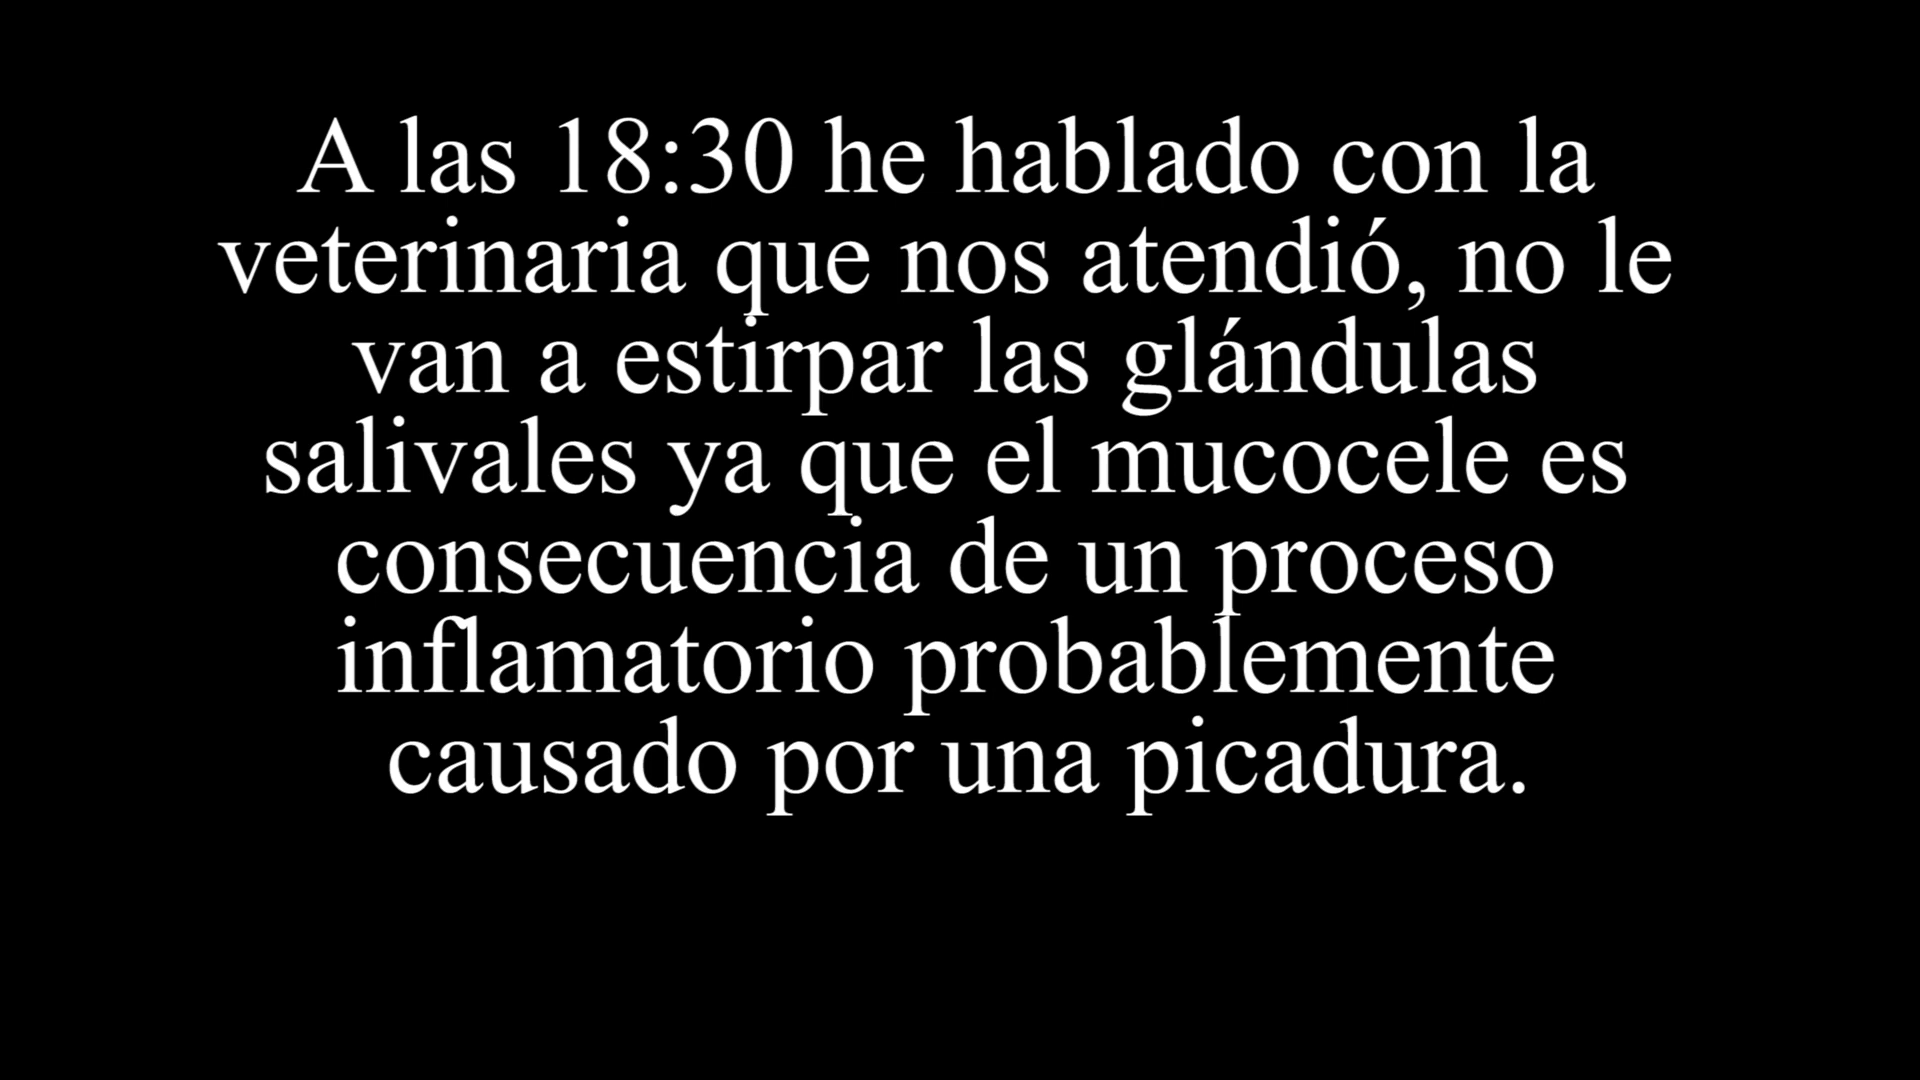 A las 18:30 he hablado con la
veterinaria que nos atendió, no le
van a estirpar las glándulas
salivales ya que el mucocele es
consecuencia de un proceso
inflamatorio probablemente
causado por una picadura.